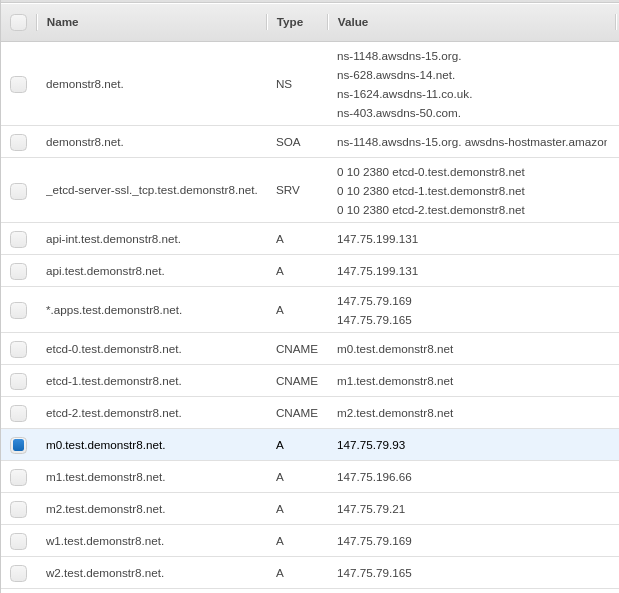 Name Type Value
ns-1148.awsdns-15.org.
demonstr8.net. NS ns-628.awsdns-14.net.
ns-1624.awsdns-11.co.uk.
ns-403.awsdns-50.com.
demonstr8.net. SOA ns-1148.awsdns-15.org. awsdns-hostmaster.amazor
0 10 2380 etcd-0.test.demonstr8.net
_etcd-server-ssl._tcp.test.demonstr8.net. SRV 0 10 2380 etcd-1.test.demonstr8.net
0 10 2380 etcd-2.test.demonstr8.net
api-int.test.demonstr8.net. A 147.75.199.131
api.test.demonstr8.net. A 147.75.199.131
*.apps.test.demonstr8.net. A 147.75.79.169
147.75.79.165
etcd-0.test.demonstr8.net. CNAME m0.test.demonstr8.net
etcd-1.test.demonstr8.net. CNAME m1.test.demonstr8.net
etcd-2.test.demonstr8.net. CNAME m2.test.demonstr8.net
m0.test.demonstr8.net. A 147.75.79.93
m1.test.demonstr8.net. A 147.75.196.66
m2.test.demonstr8.net. A 147.75.79.21
w1.test.demonstr8.net. A 147.75.79.169
w2.test.demonstr8.net. A 147.75.79.165